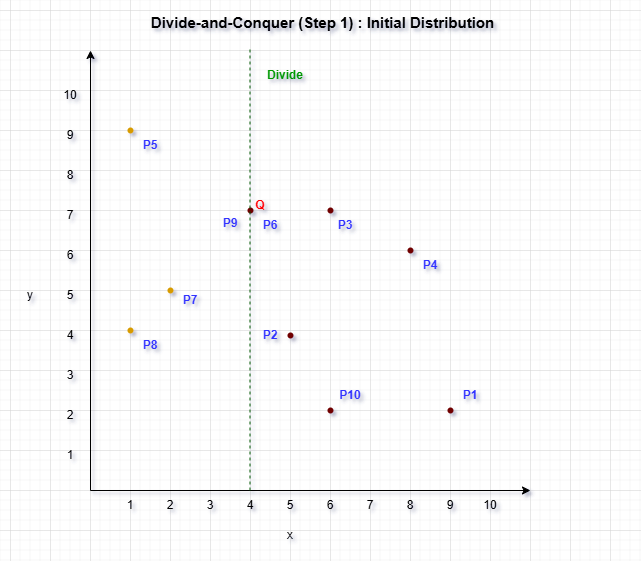 Divide-and-Conquer (Step 1) : Initial Distribution
Divide
10
9
P5
8
Q
7
P9
P6
P3
6
P4
5
y
P7
4
P2
P8
3
P10
P1
2
1
1 2 3 4 5 6 7 8 9 10
x